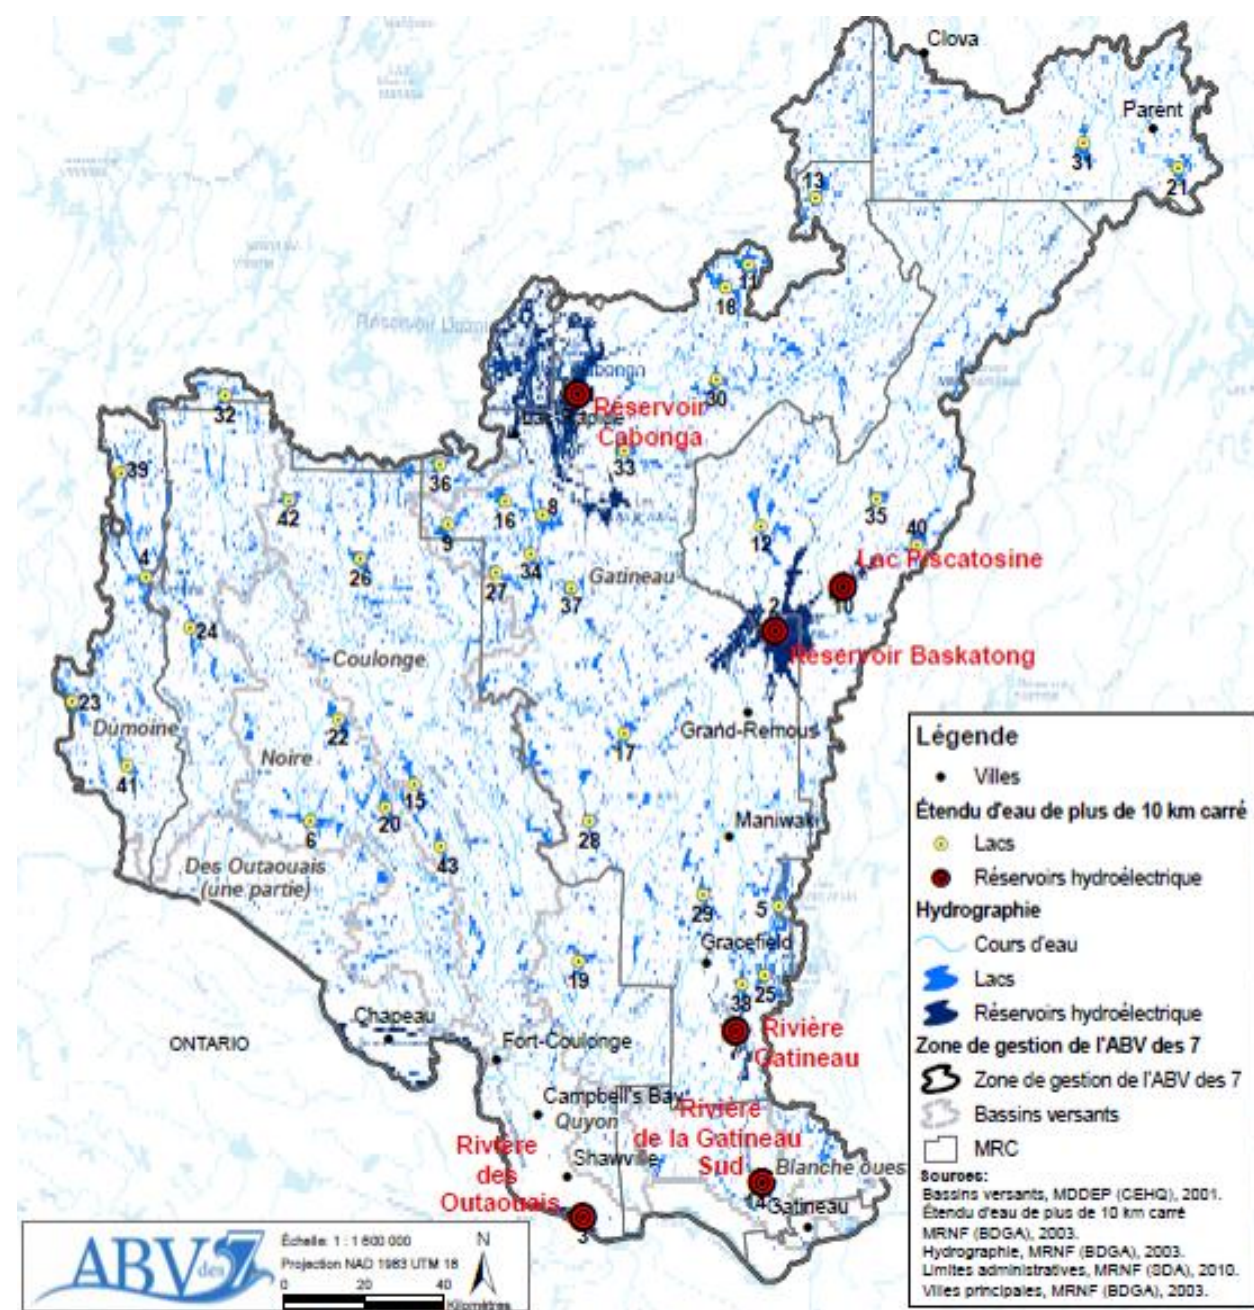 Clova
Parent
31
21
13
11
18
30
Réservoir
Cabonga
33
32
39
36
42
16
8
9
35
40
12
4
26
34
27
37
Gatineau
Lac Piscatosine
10
2
Réservoir Baskatong
24
Coulonge
23
Dumoine
22
Noire
41
17
Grand-Remous
15
20
6
28
Maniwaki
43
Des Outaouais
(une partie)
29
5
Gracefield
19
38
25
Chapeau
ONTARIO
Fort-Coulonge
Rivière
Gatineau
Campbell's Bay
Quyon
Rivière
de la Gatineau
Sud
Rivière
des
Outaouais
Shawville
Blanche oues
14
Gatineau
3
Légende
Villes
Étendu d'eau de plus de 10 km carré
Lacs
Réservoirs hydroélectrique
Hydrographie
Cours d'eau
Lacs
Réservoirs hydroélectrique
Zone de gestion de l'ABV des 7
Zone de gestion de l'ABV des 7
Bassins versants
MRC
Sources:
Bassins versants, MDDEP (CEHQ), 2001.
Étendu d'eau de plus de 10 km carré
MRNF (BDGA), 2003.
Hydrographie, MRNF (BDGA), 2003.
Limites administratives, MRNF (SDA), 2010.
Villes principales, MRNF (BDGA), 2003.
ABV des 7
Échelle: 1 : 1 600 000
Projection NAD 1983 UTM 18
N
0 20 40
Kilomètres